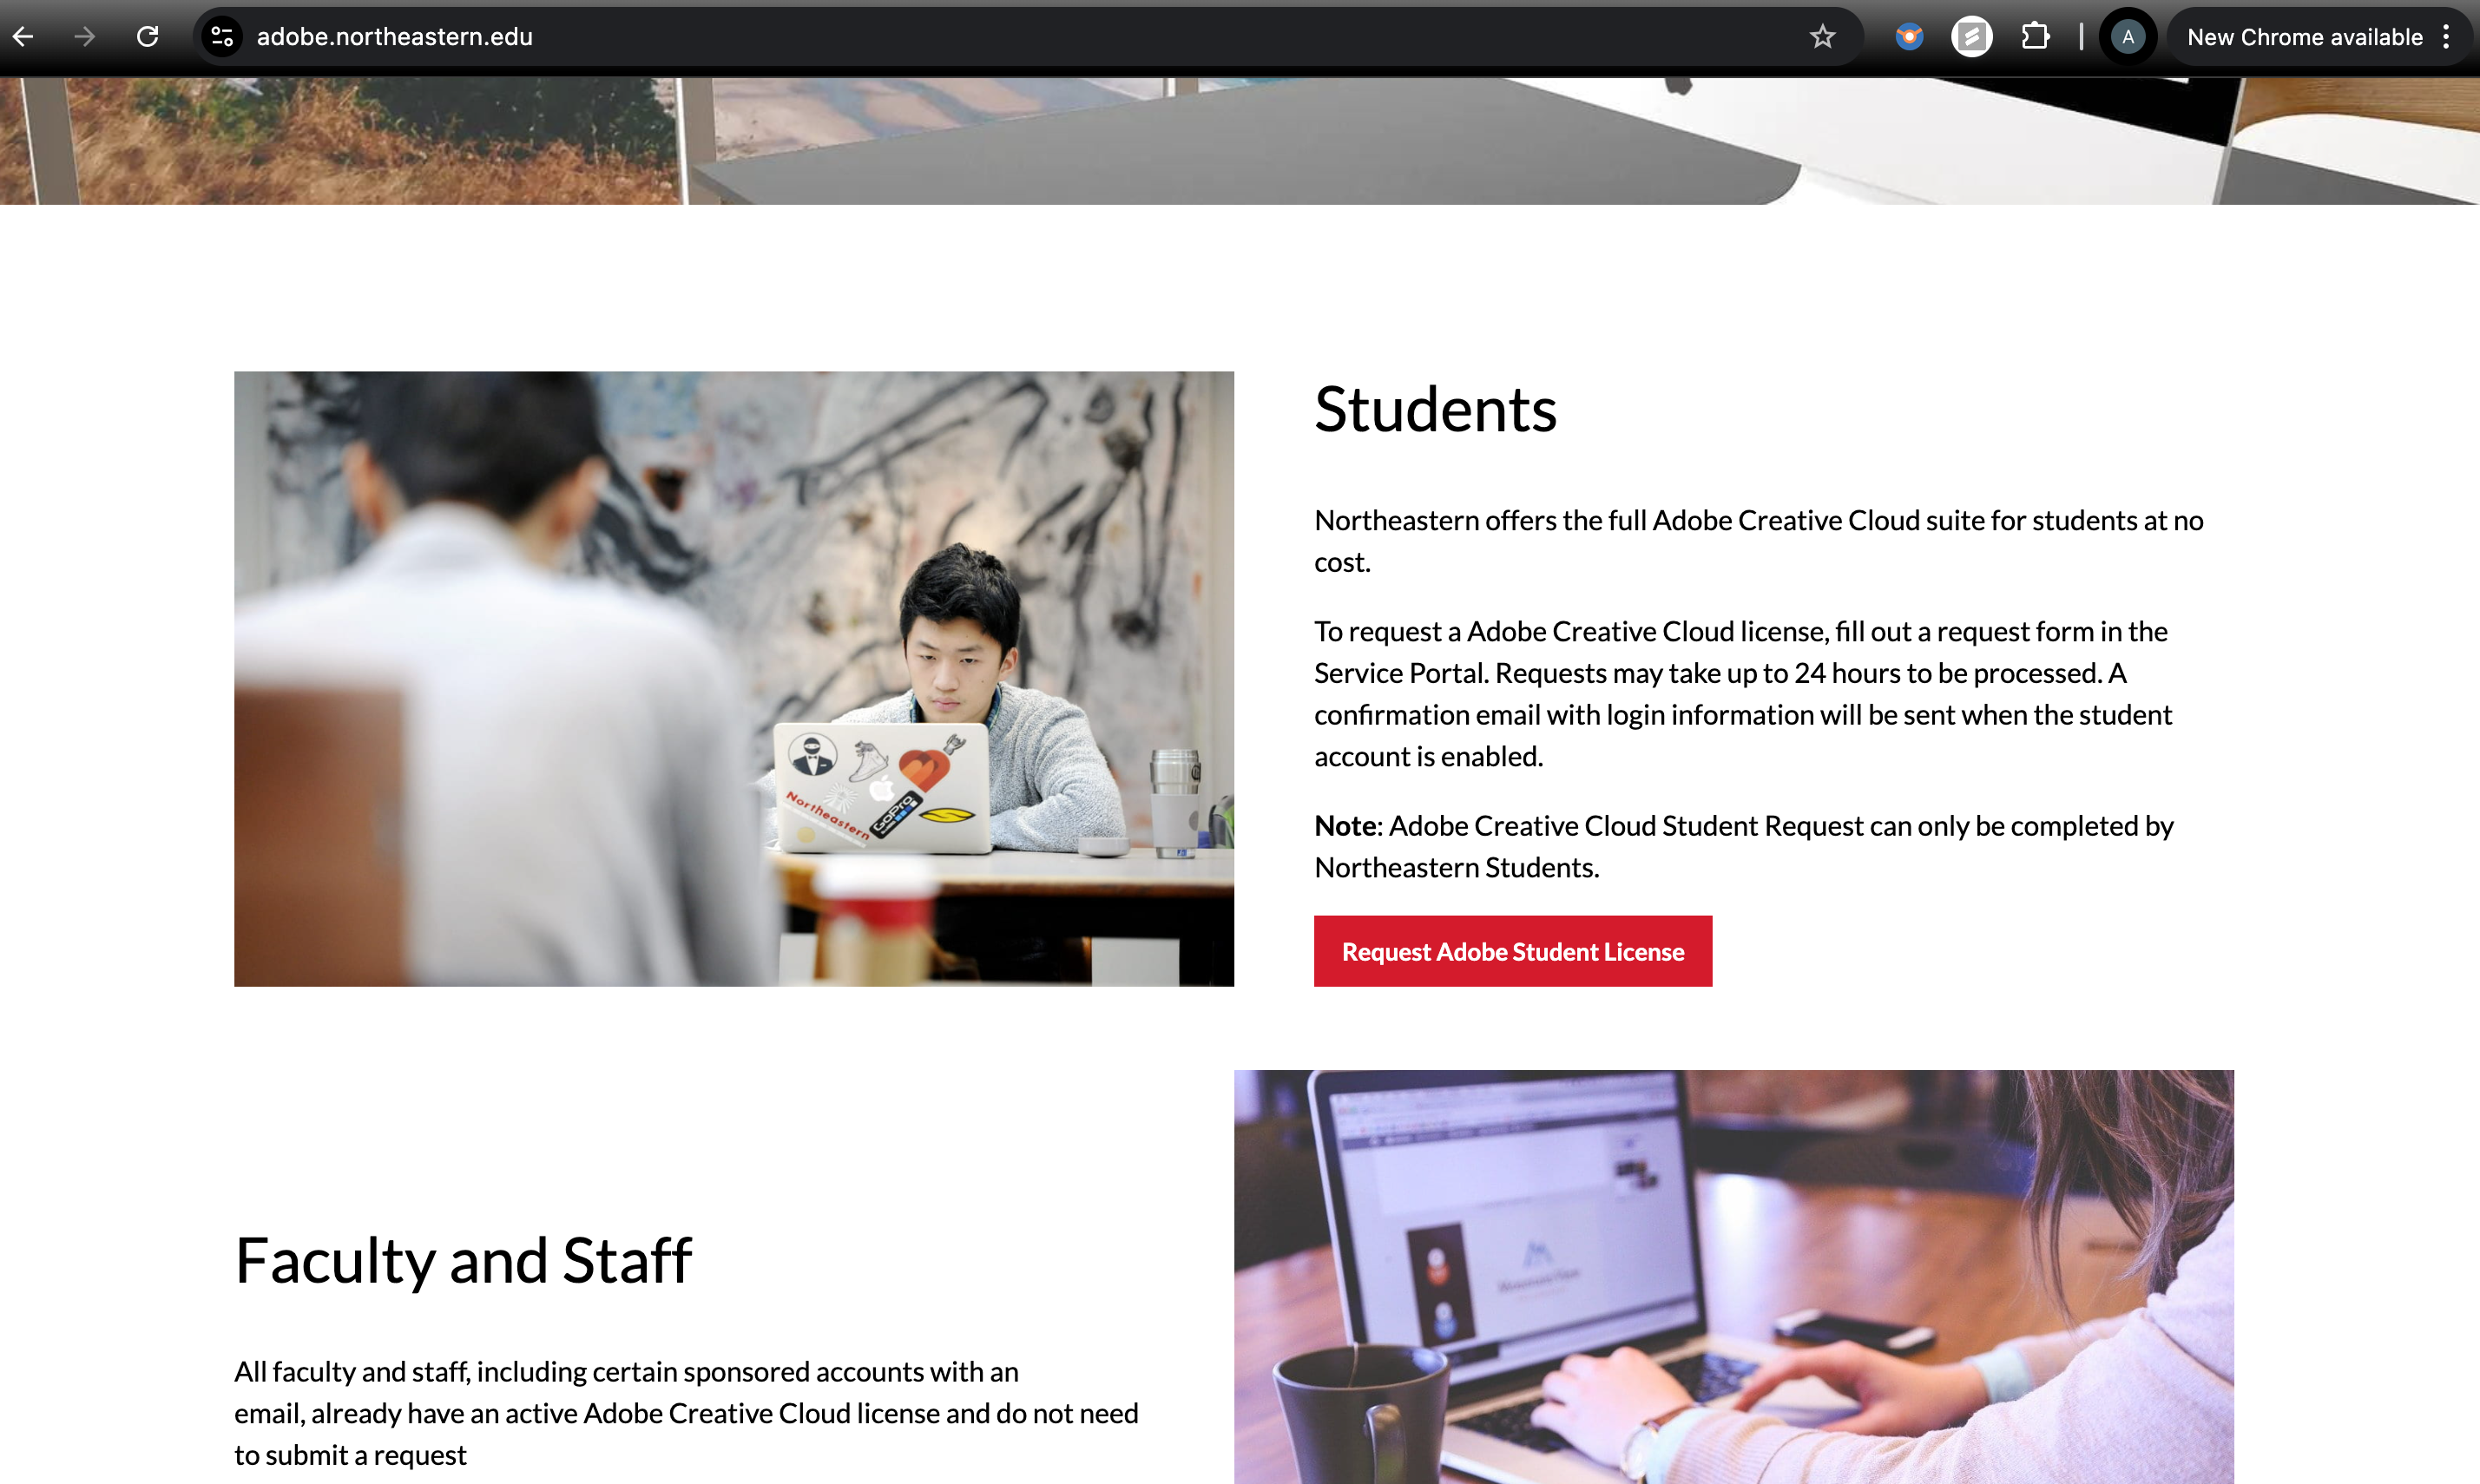 adobe.northeastern.edu
A
New Chrome available
Students
Northeastern offers the full Adobe Creative Cloud suite for students at no
cost.
To request a Adobe Creative Cloud license, fill out a request form in the
Service Portal. Requests may take up to 24 hours to be processed. A
confirmation email with login information will be sent when the student
account is enabled.
Note: Adobe Creative Cloud Student Request can only be completed by
Northeastern Students.
Request Adobe Student License
Northeastern
GoPro
Faculty and Staff
All faculty and staff, including certain sponsored accounts with an
email, already have an active Adobe Creative Cloud license and do not need
to submit a request